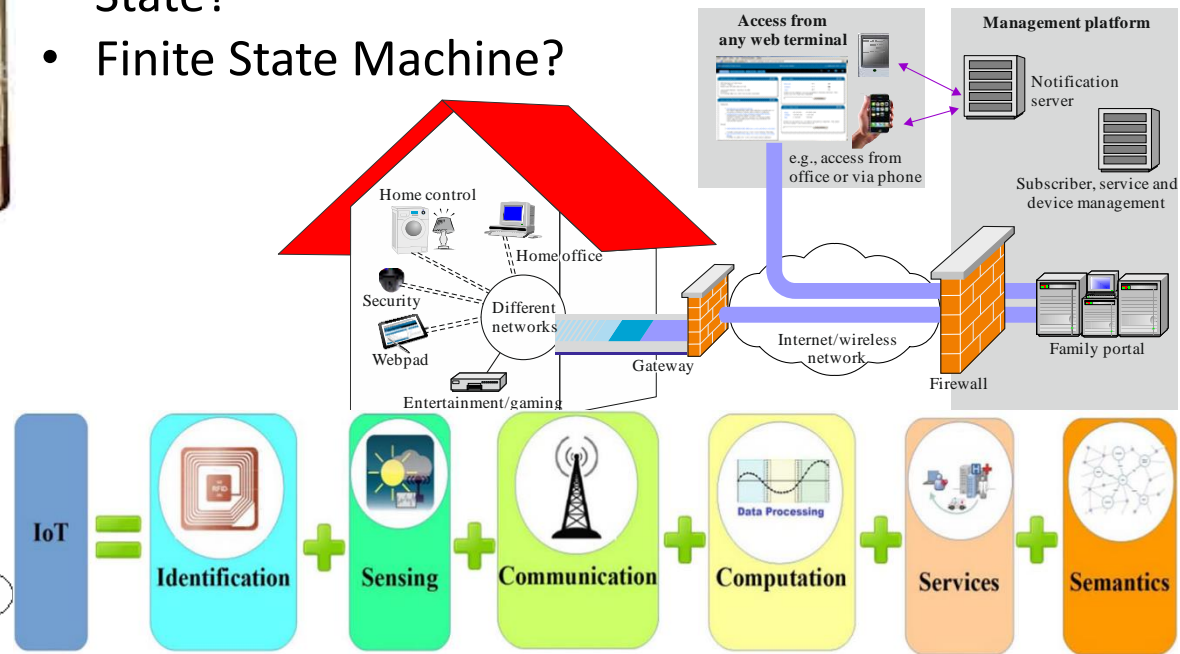 State?
• Finite State Machine?
Access from
any web terminal
e.g., access from
office or via phone
Management platform
Notification
server
Subscriber, service and
device management
Home control
Home office
Security
Different
networks
Webpad
Entertainment/gaming
Gateway
Internet/wireless
network
Firewall
Family portal
IoT
RFID
Identification
Sensing
Communication
Data Processing
Computation
Services
Semantics